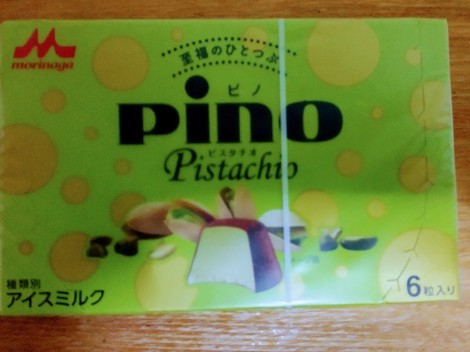 morinaga
至福のひとつぶ
ピノ
pino
ピスタチオ
Pistachio
種類別
アイスミルク
6粒入り